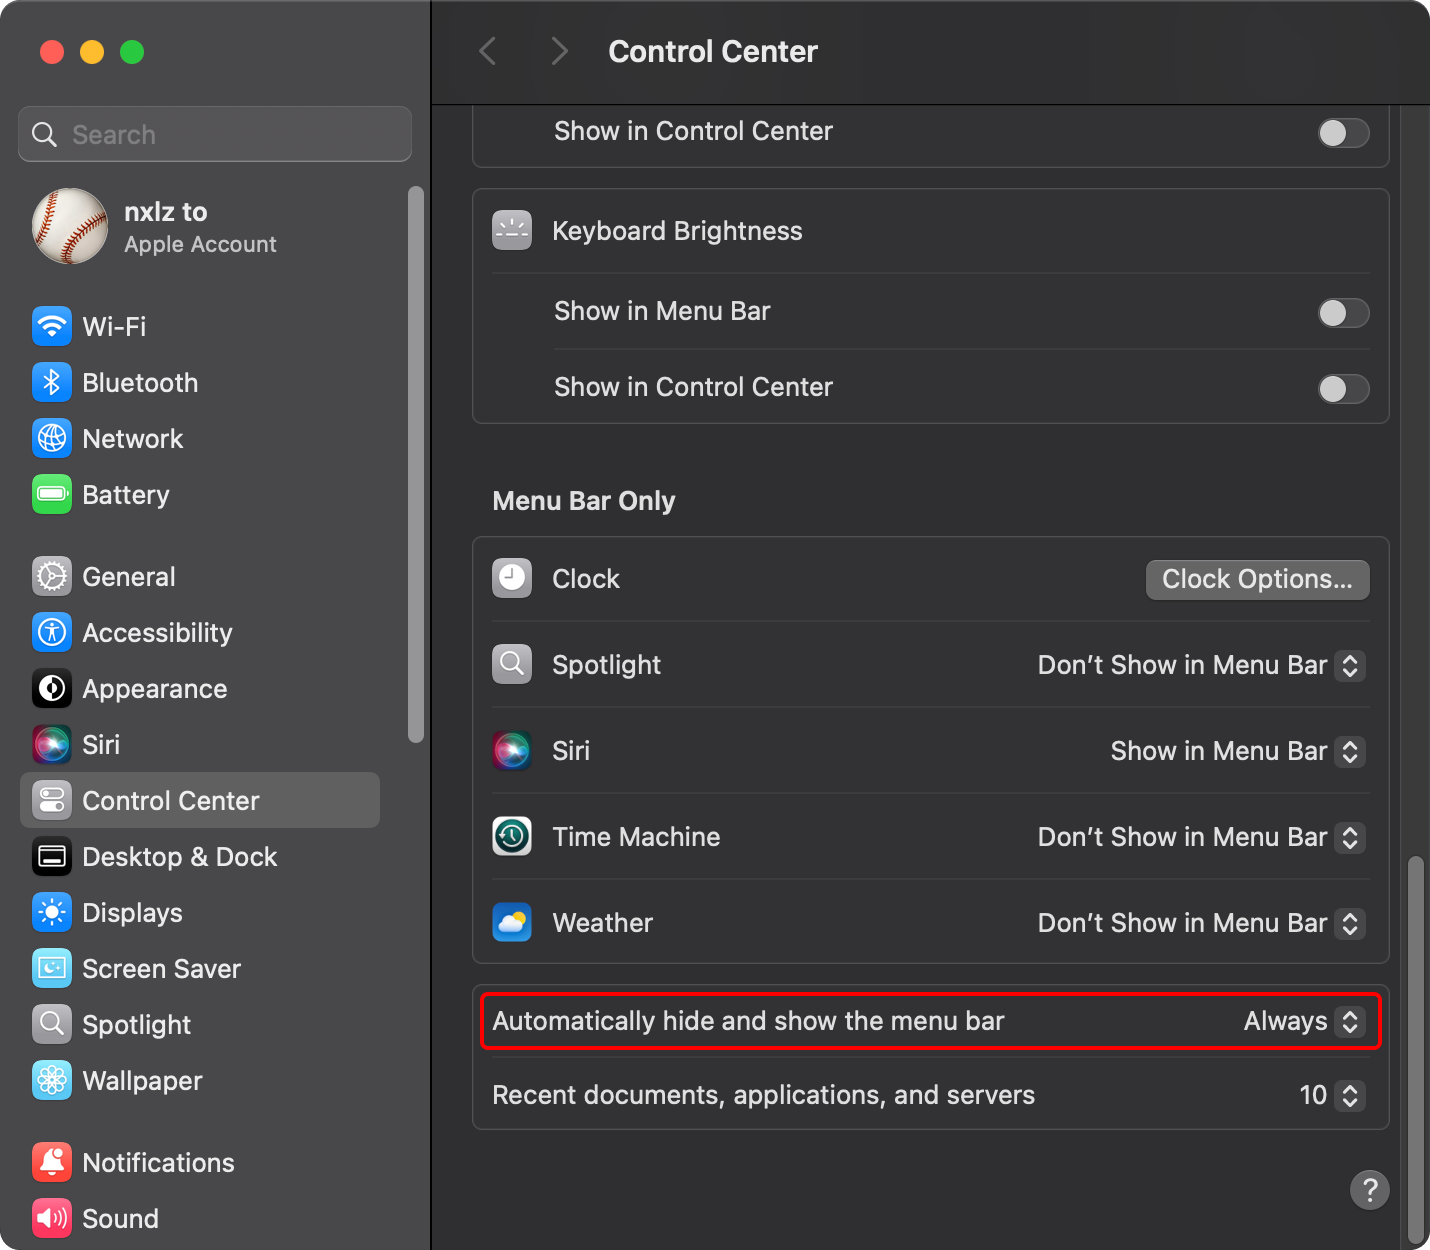 Search
nxlz to
Apple Account
Wi-Fi
Bluetooth
Network
Battery
General
Accessibility
Appearance
Siri
Control Center
Desktop & Dock
Displays
Screen Saver
Spotlight
Wallpaper
Notifications
Sound
Control Center
Show in Control Center
Keyboard Brightness
Show in Menu Bar
Show in Control Center
Menu Bar Only
Clock Clock Options...
Spotlight Don’t Show in Menu Bar
Siri Show in Menu Bar
Time Machine Don’t Show in Menu Bar
Weather Don’t Show in Menu Bar
Automatically hide and show the menu bar Always
Recent documents, applications, and servers 10
?